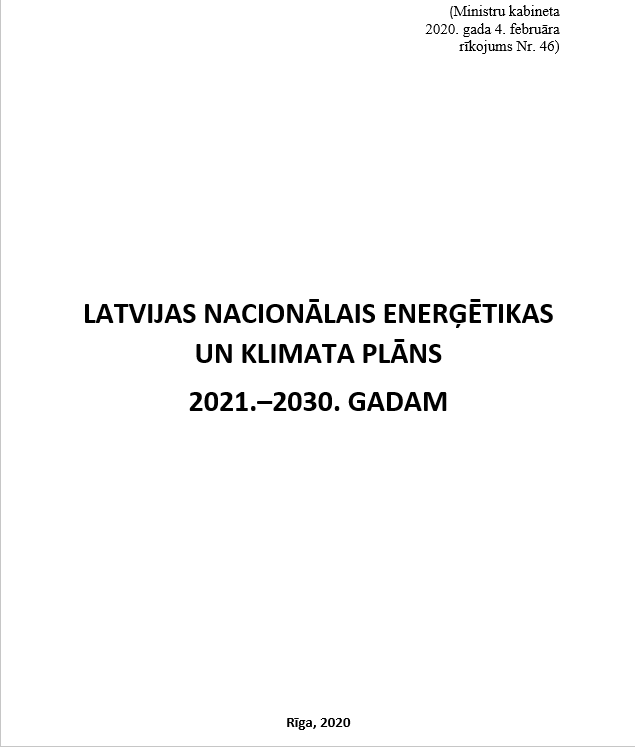 (Ministru kabineta
2020. gada 4. februāra
rīkojums Nr. 46)
LATVIJAS NACIONĀLAIS ENERĢĒTIKAS
UN KLIMATA PLĀNS
2021.–2030. GADAM
Rīga, 2020